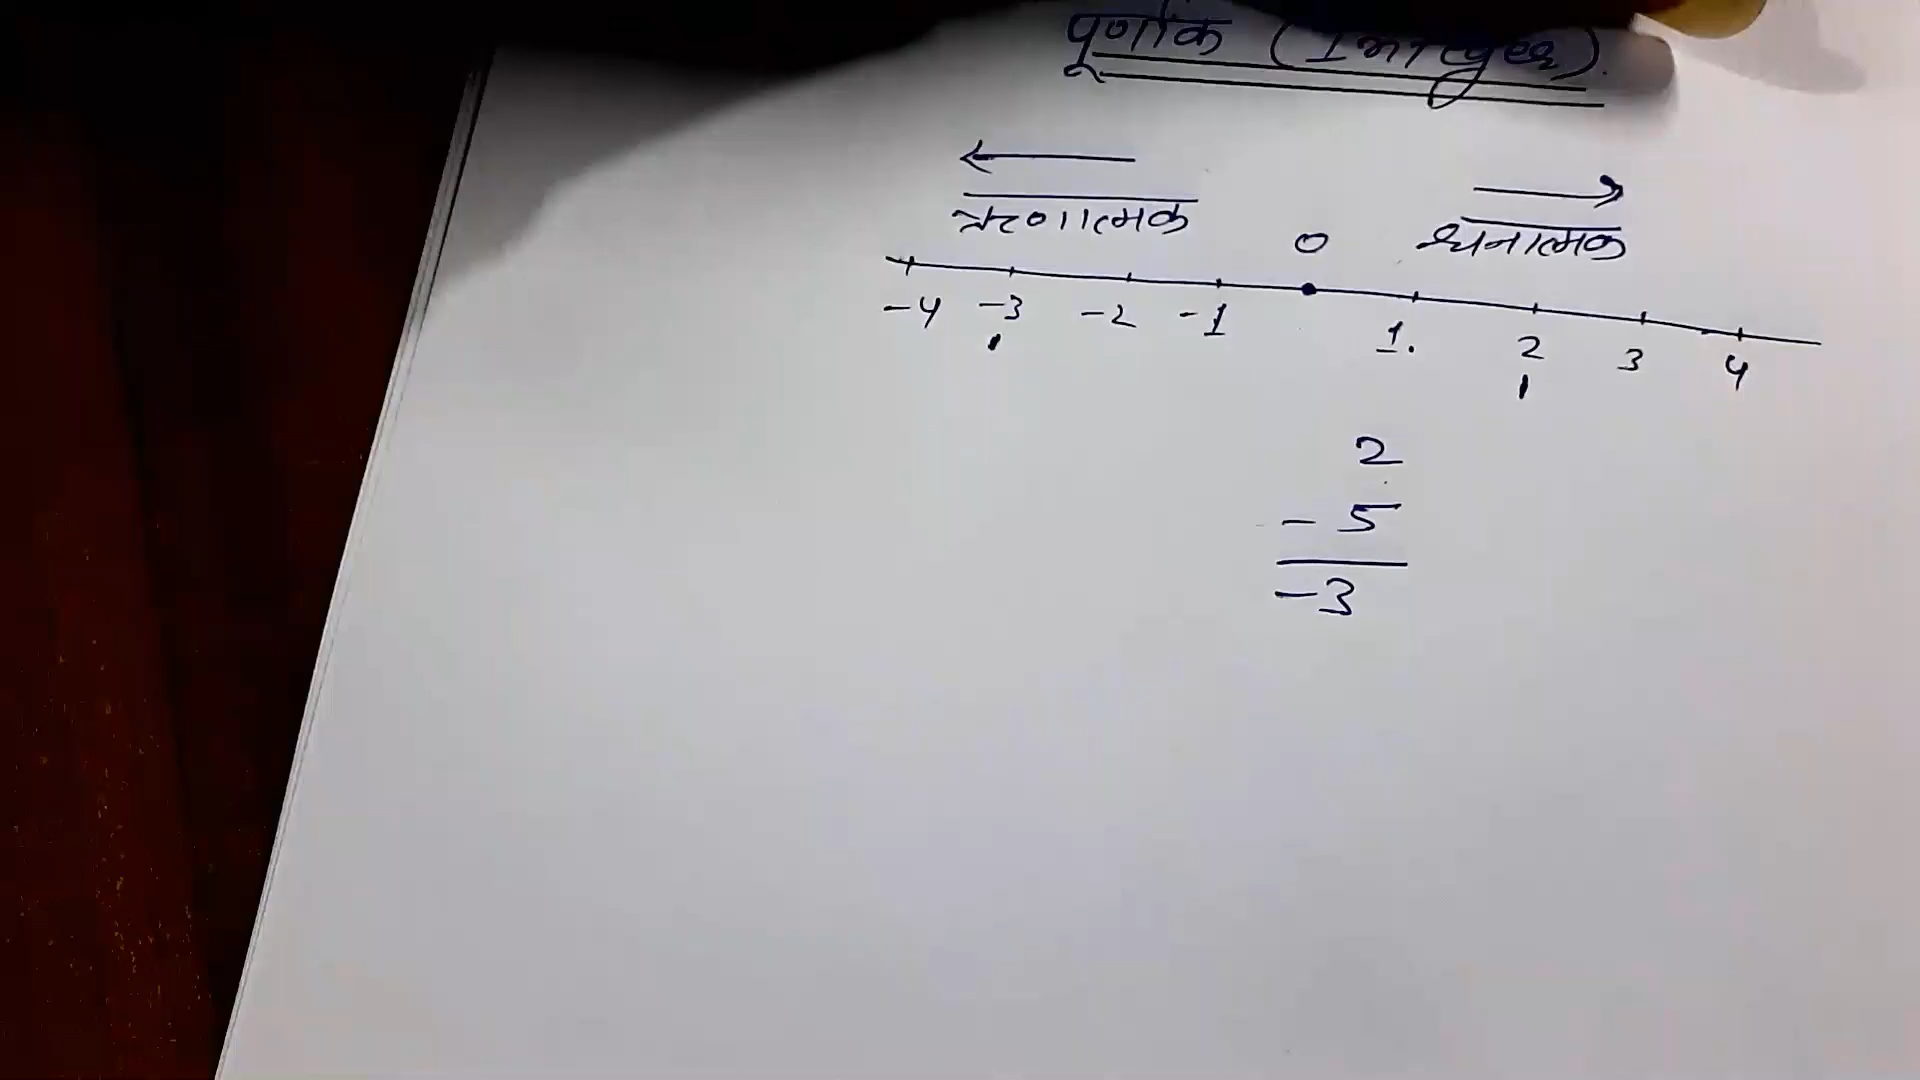 पूर्णांक (Integer).
ऋणात्मक 0 धनात्मक
-4 -3 -2 -1 1. 2 3 4
2
- 5
-3